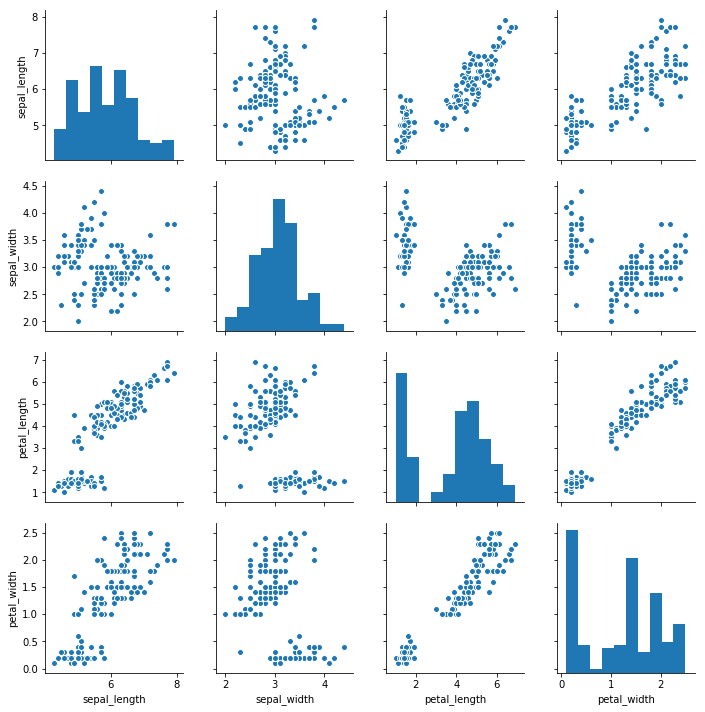 8
7
6
5
sepal_length
4.5
4.0
3.5
3.0
2.5
2.0
sepal_width
7
6
5
4
3
2
1
petal_length
2.5
2.0
1.5
1.0
0.5
0.0
petal_width
4 6 8
sepal_length
2 3 4
sepal_width
2 4 6
petal_length
0 1 2
petal_width